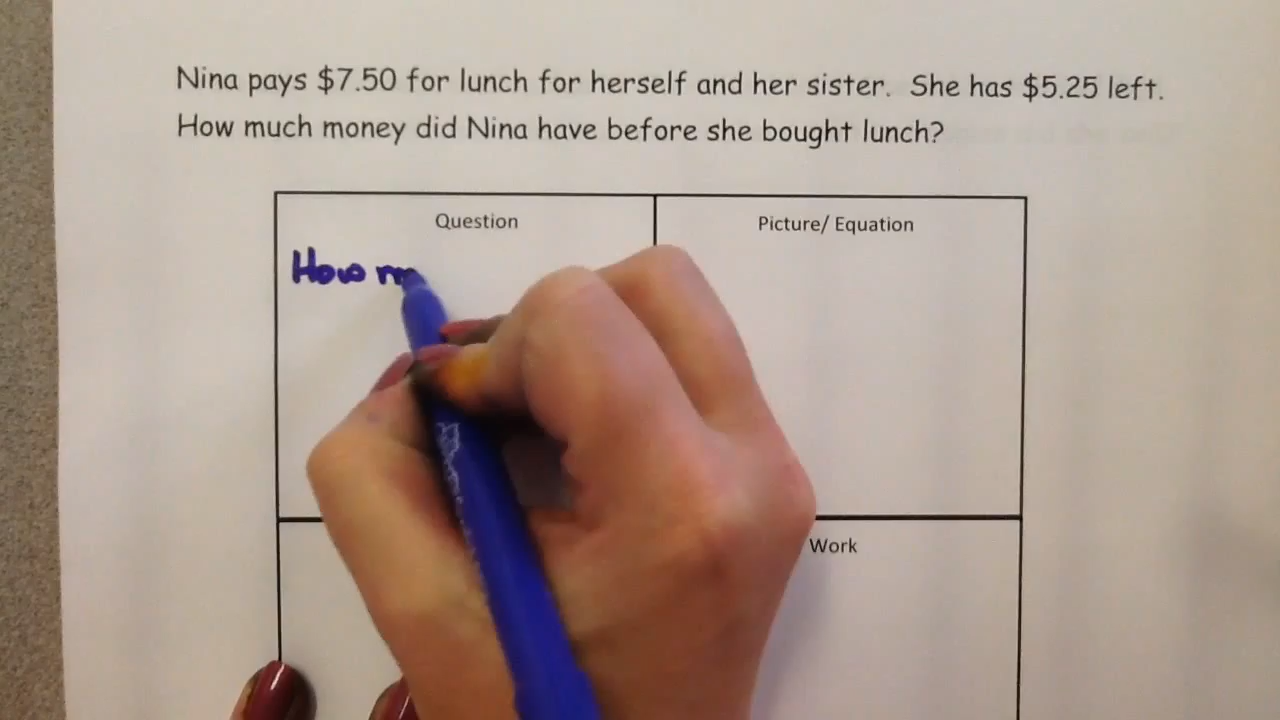 Nina pays $7.50 for lunch for herself and her sister. She has $5.25 left.
How much money did Nina have before she bought lunch?
Question
Picture/ Equation
How m
Work